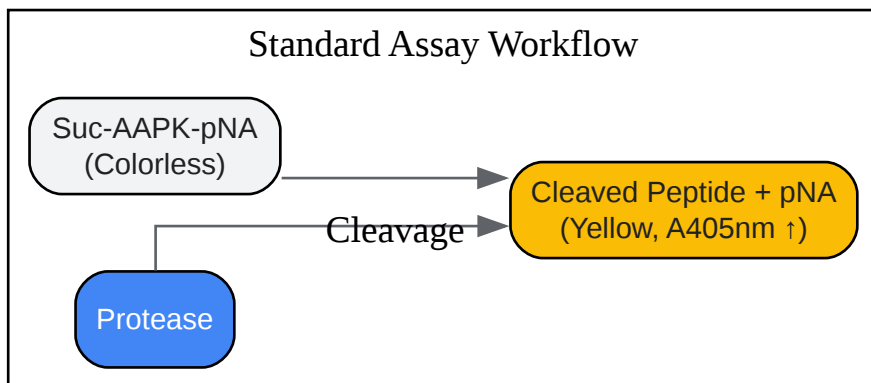 Standard Assay Workflow
Suc-AAPK-pNA
(Colorless)
Cleaved Peptide + pNA
(Yellow, A405nm ↑)
Cleavage
Protease